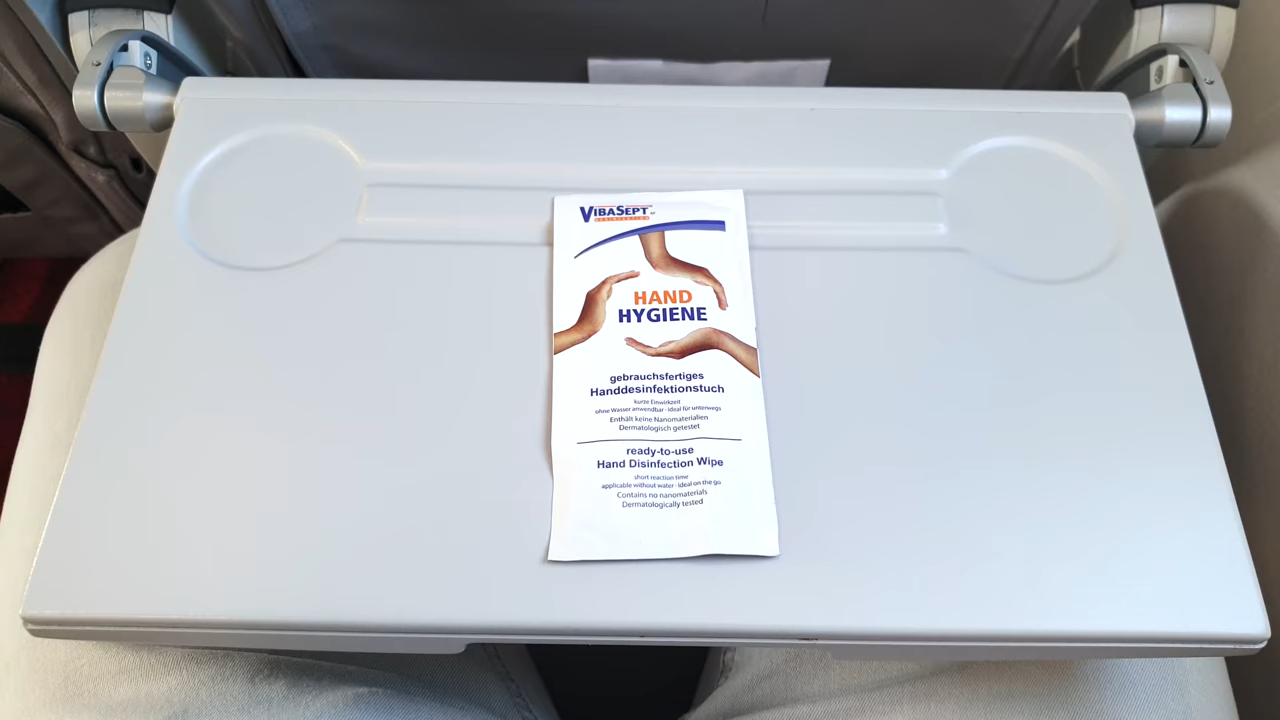 VIBASEPT
HAND
HYGIENE
gebrauchsfertiges
Handdesinfektionstuch
kurze Einwirkzeit
ohne Wasser anwendbar · ideal für unterwegs
Enthält keine Nanomaterialien
Dermatologisch getestet
ready-to-use
Hand Disinfection Wipe
short reaction time
applicable without water · ideal on the go
Contains no nanomaterials
Dermatologically tested